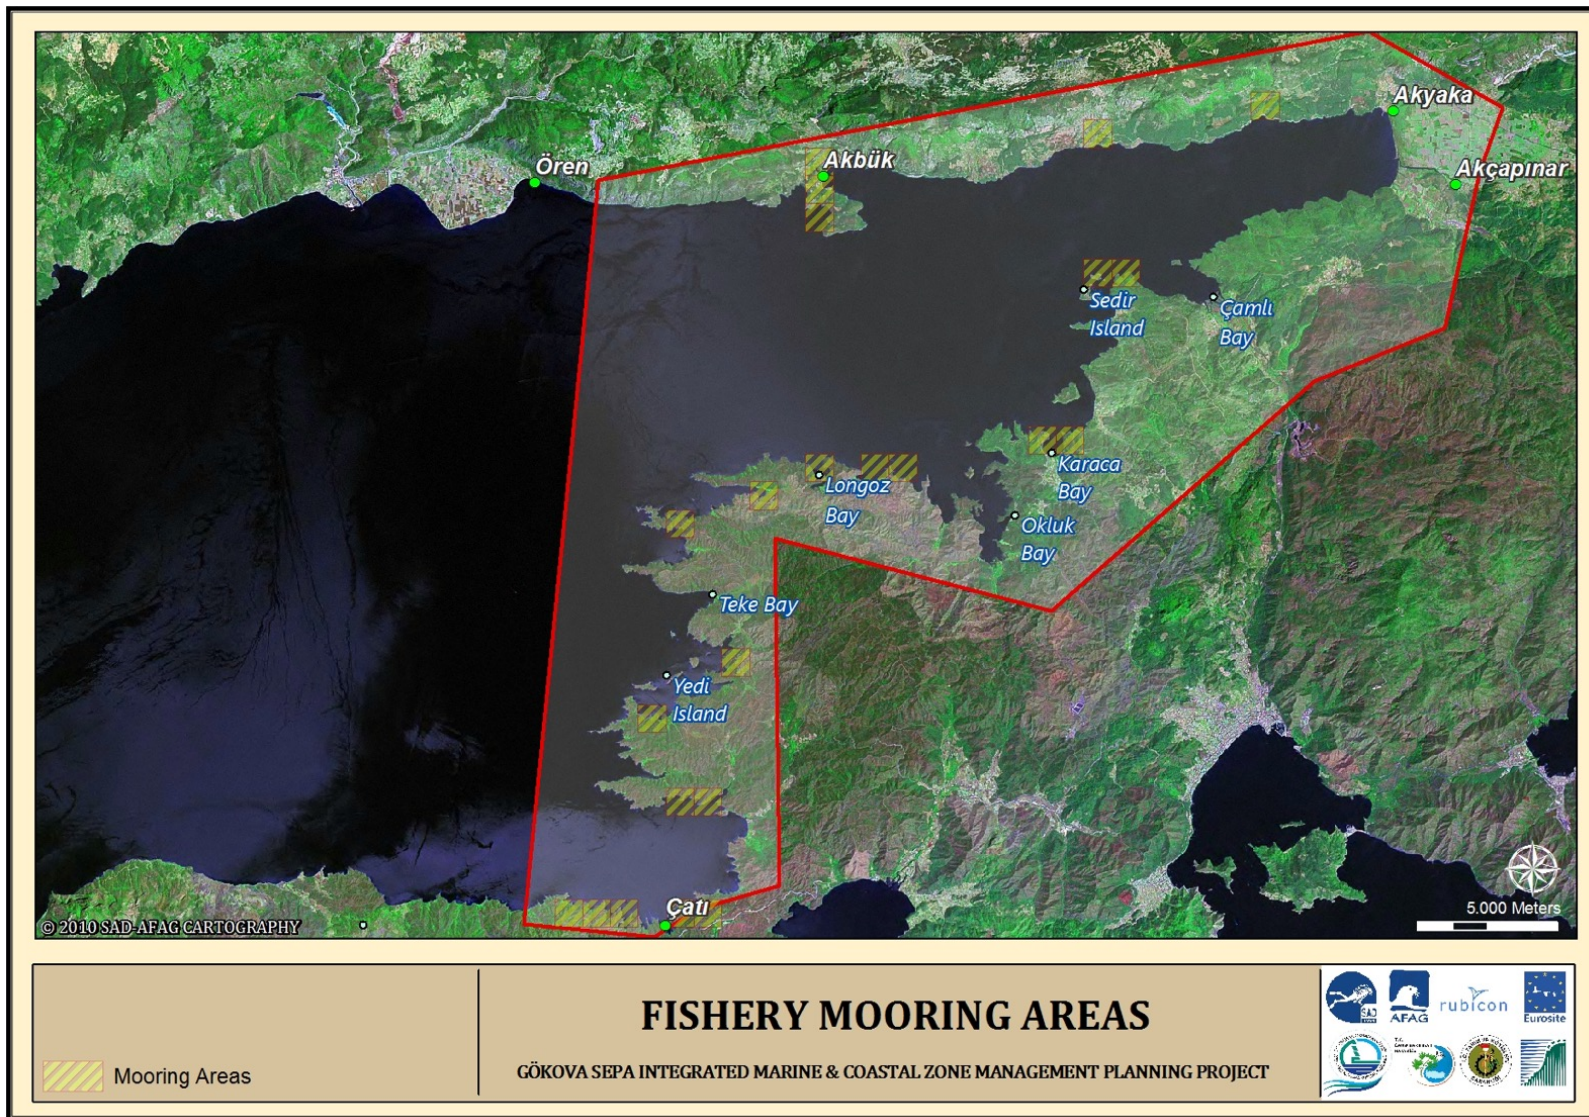 Akyaka
Akbük
Ören
Akçapınar
Sedir
Island
Çamlı
Bay
Karaca
Bay
Longoz
Bay
Okluk
Bay
Teke Bay
Yedi
Island
Çatı
5.000 Meters
© 2010 SAD-AFAG CARTOGRAPHY
FISHERY MOORING AREAS
GÖKOVA SEPA INTEGRATED MARINE & COASTAL ZONE MANAGEMENT PLANNING PROJECT
Mooring Areas
SAD
AFAG
rubicon
Eurosite